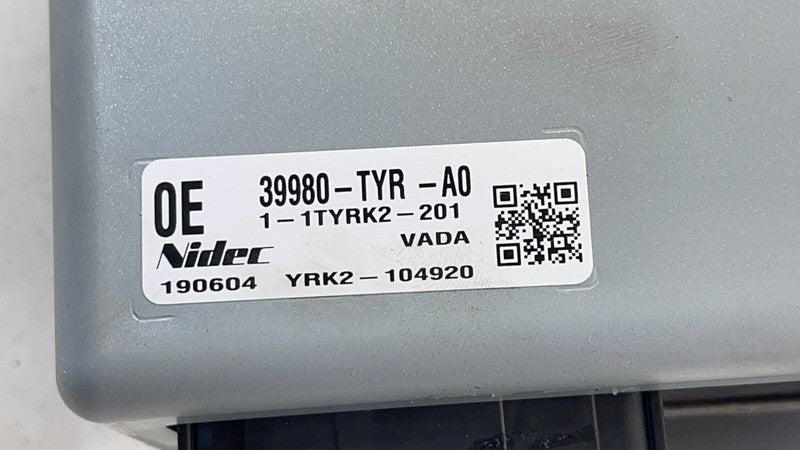 OE 39980-TYR -A0
1-1TYRK2-201
Nidec VADA
190604 YRK2-104920